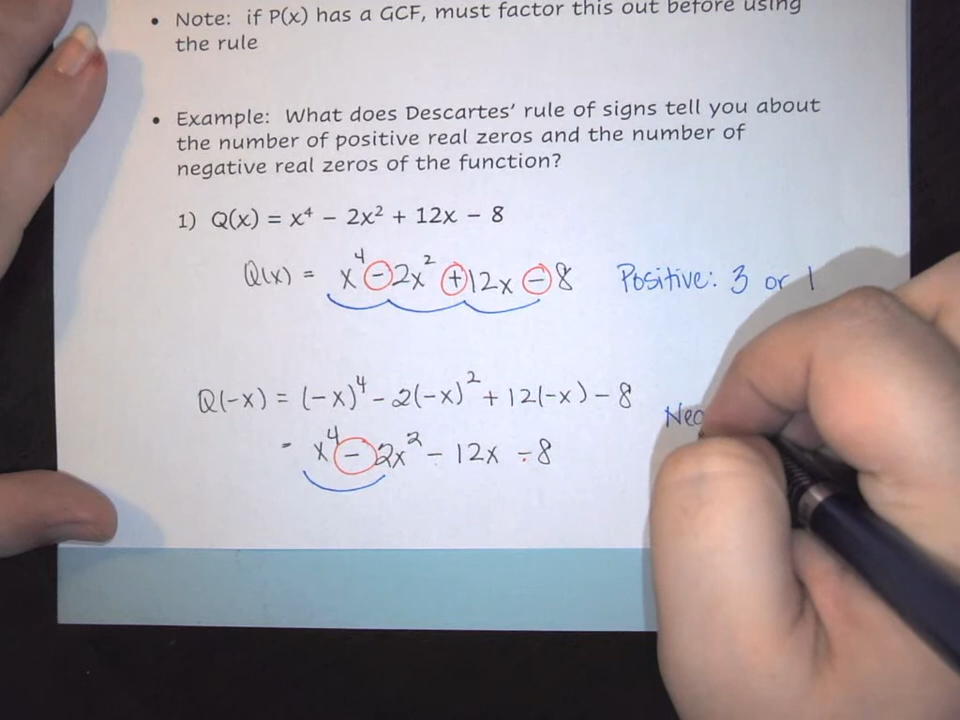 • Note: if P(x) has a GCF, must factor this out before using
the rule
• Example: What does Descartes' rule of signs tell you about
the number of positive real zeros and the number of
negative real zeros of the function?
1) Q(x) = x⁴ − 2x² + 12x − 8
Q(x) = x⁴ − 2x² + 12x − 8 Positive: 3 or 1
Q(-x) = (-x)⁴ - 2(-x)² + 12(-x) - 8
= x⁴ - 2x² - 12x - 8 Neg